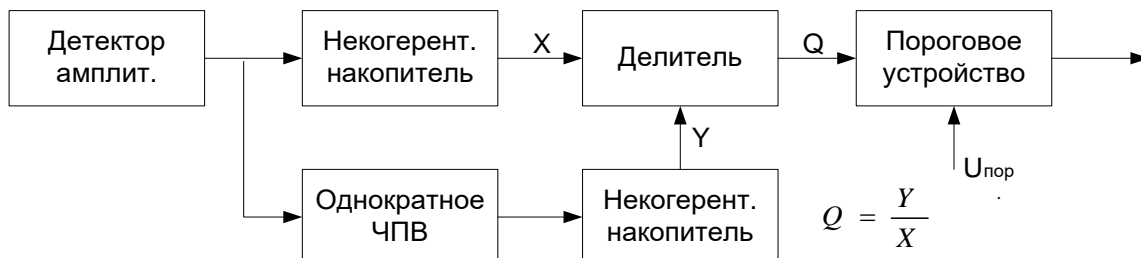 Детектор
амплит.
Некогерент.
накопитель
X
Делитель
Q
Пороговое
устройство
Y
Uпор
.
Однократное
ЧПВ
Некогерент.
накопитель
Q = Y/X